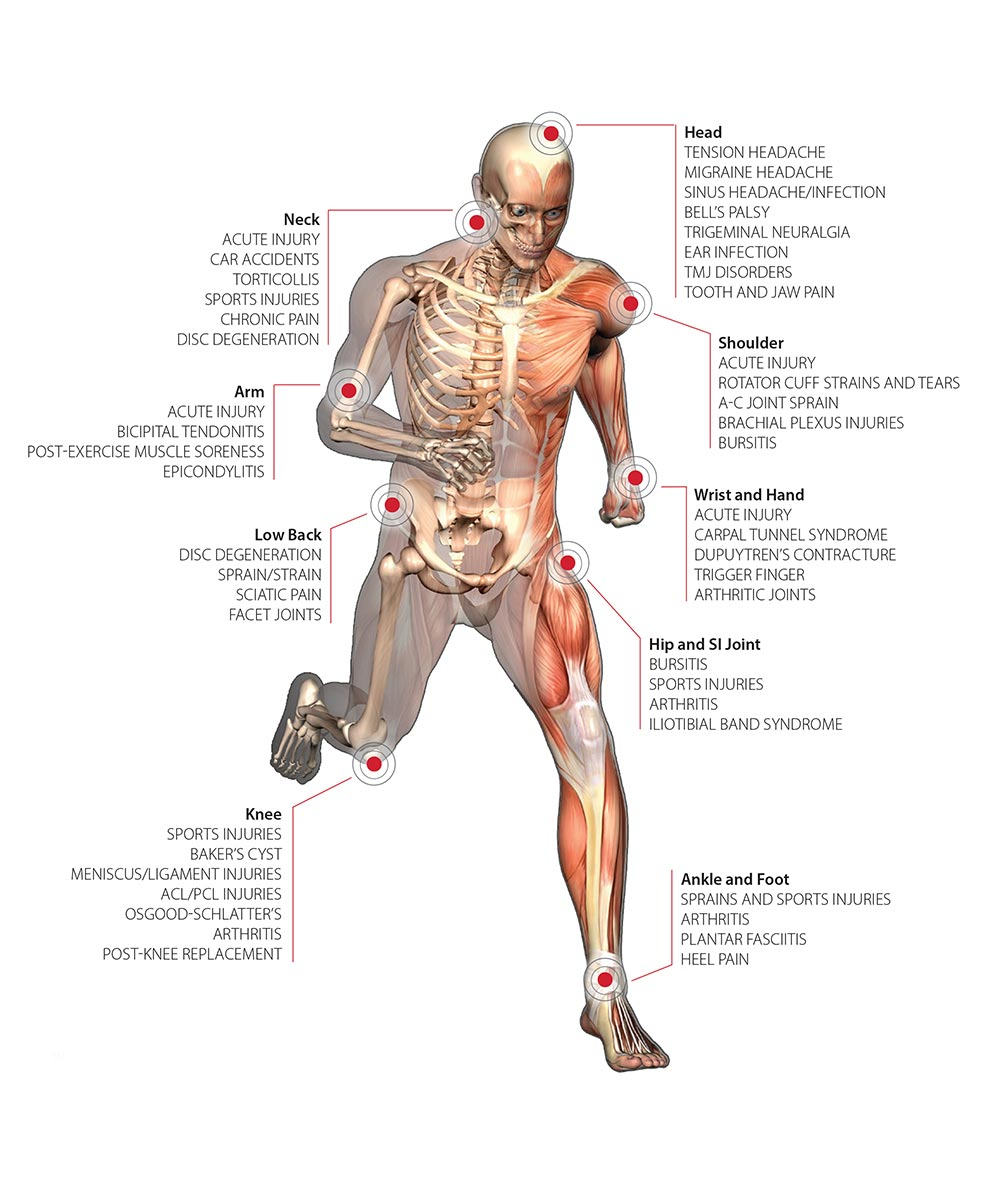 Head
TENSION HEADACHE
MIGRAINE HEADACHE
SINUS HEADACHE/INFECTION
BELL'S PALSY
TRIGEMINAL NEURALGIA
EAR INFECTION
TMJ DISORDERS
TOOTH AND JAW PAIN
Neck
ACUTE INJURY
CAR ACCIDENTS
TORTICOLLIS
SPORTS INJURIES
CHRONIC PAIN
DISC DEGENERATION
Shoulder
ACUTE INJURY
ROTATOR CUFF STRAINS AND TEARS
A-C JOINT SPRAIN
BRACHIAL PLEXUS INJURIES
BURSITIS
Arm
ACUTE INJURY
BICIPITAL TENDONITIS
POST-EXERCISE MUSCLE SORENESS
EPICONDYLITIS
Wrist and Hand
ACUTE INJURY
CARPAL TUNNEL SYNDROME
DUPUYTREN'S CONTRACTURE
TRIGGER FINGER
ARTHRITIC JOINTS
Low Back
DISC DEGENERATION
SPRAIN/STRAIN
SCIATIC PAIN
FACET JOINTS
Hip and SI Joint
BURSITIS
SPORTS INJURIES
ARTHRITIS
ILIOTIBIAL BAND SYNDROME
Knee
SPORTS INJURIES
BAKER'S CYST
MENISCUS/LIGAMENT INJURIES
ACL/PCL INJURIES
OSGOOD-SCHLATTER'S
ARTHRITIS
POST-KNEE REPLACEMENT
Ankle and Foot
SPRAINS AND SPORTS INJURIES
ARTHRITIS
PLANTAR FASCIITIS
HEEL PAIN